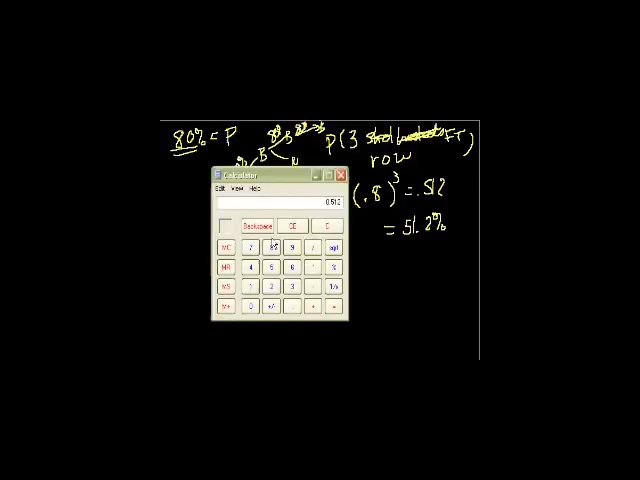 80% = P
P(3 FT)
row
B
(.8)³ = .512
= 51.2%
Calculator
Edit View Help
0.512
Backspace CE C
MC 7 8 9 / sqrt
MR 4 5 6 * %
MS 1 2 3 - 1/x
M+ 0 +/- . + =